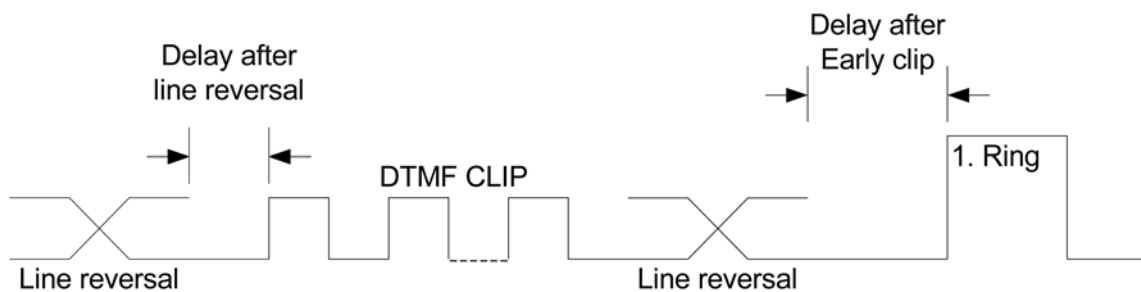 Delay after
line reversal
Delay after
Early clip
DTMF CLIP
1. Ring
Line reversal
Line reversal